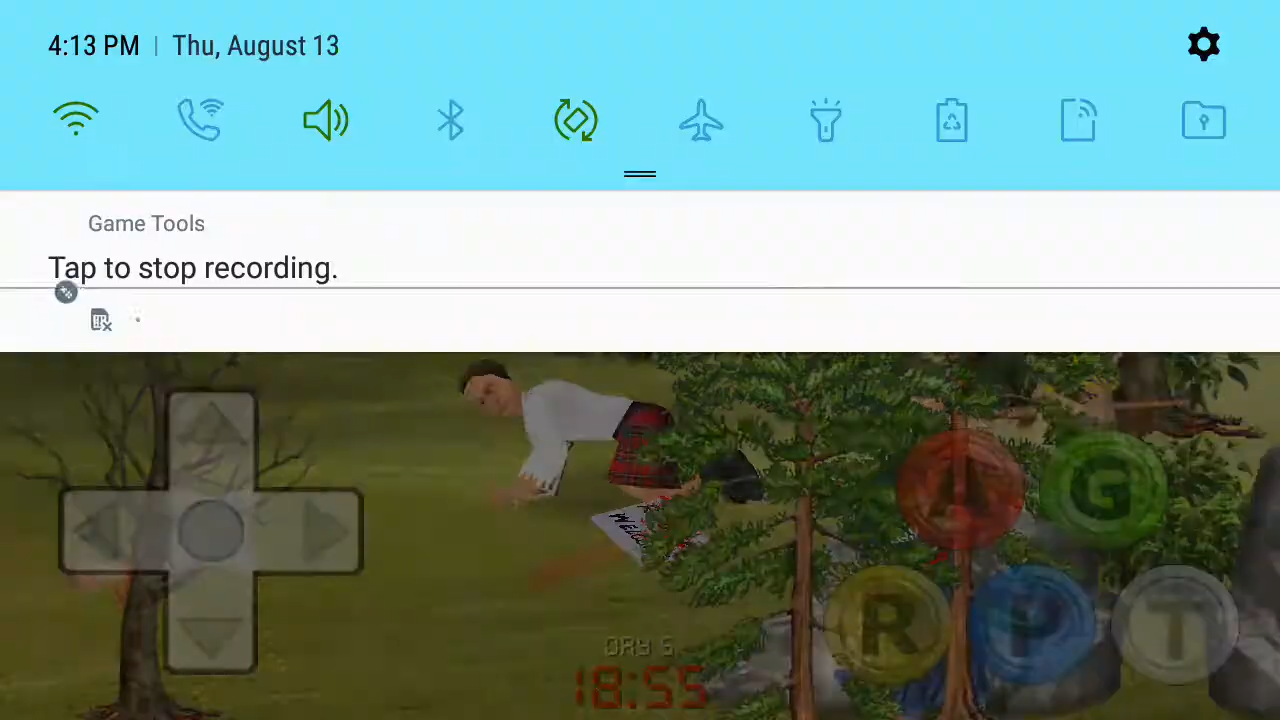 4:13 PM | Thu, August 13
Game Tools
Tap to stop recording.
A G
R P T
DAY 5
18:55